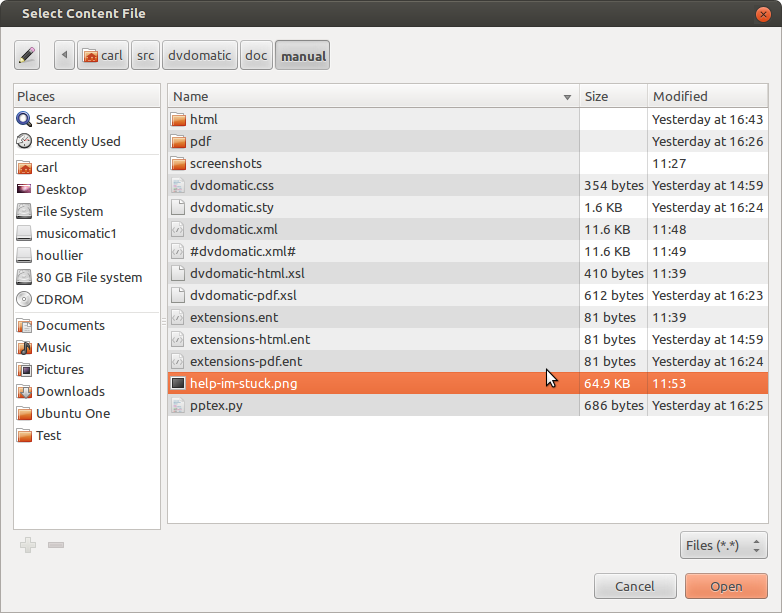 Select Content File
carl src dvdomatic doc manual
Places
Search
Recently Used
carl
Desktop
File System
musicomatic1
houllier
80 GB File system
CDROM
Documents
Music
Pictures
Downloads
Ubuntu One
Test
Name Size Modified
html Yesterday at 16:43
pdf Yesterday at 16:26
screenshots 11:27
dvdomatic.css 354 bytes Yesterday at 14:59
dvdomatic.sty 1.6 KB Yesterday at 16:24
dvdomatic.xml 11.6 KB 11:48
#dvdomatic.xml# 11.6 KB 11:49
dvdomatic-html.xsl 410 bytes 11:39
dvdomatic-pdf.xsl 612 bytes Yesterday at 16:23
extensions.ent 81 bytes 11:39
extensions-html.ent 81 bytes Yesterday at 14:59
extensions-pdf.ent 81 bytes Yesterday at 16:24
help-im-stuck.png 64.9 KB 11:53
pptex.py 686 bytes Yesterday at 16:25
Files (*.*)
Cancel Open